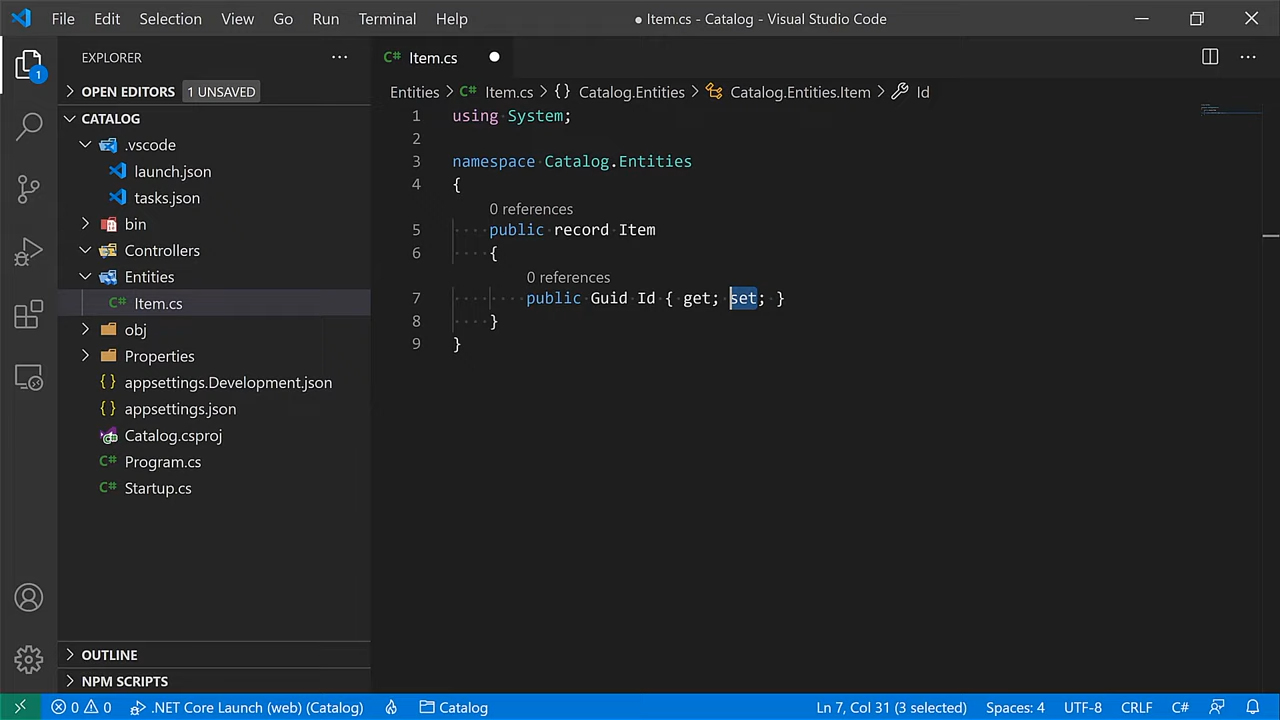 File Edit Selection View Go Run Terminal Help
● Item.cs - Catalog - Visual Studio Code
1
EXPLORER
OPEN EDITORS 1 UNSAVED
CATALOG
.vscode
launch.json
tasks.json
bin
Controllers
Entities
C# Item.cs
obj
Properties
{} appsettings.Development.json
{} appsettings.json
Catalog.csproj
C# Program.cs
C# Startup.cs
OUTLINE
NPM SCRIPTS
C# Item.cs
Entities > C# Item.cs > {} Catalog.Entities > Catalog.Entities.Item > Id
1 using System;
2
3 namespace Catalog.Entities
4 {
0 references
5 public record Item
6 {
0 references
7 public Guid Id { get; set; }
8 }
9 }
0 0 .NET Core Launch (web) (Catalog) Catalog Ln 7, Col 31 (3 selected) Spaces: 4 UTF-8 CRLF C#